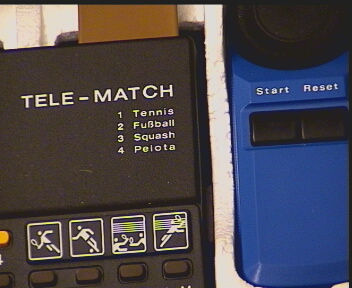 TELE-MATCH
1 Tennis
2 Fußball
3 Squash
4 Pelota
Start Reset